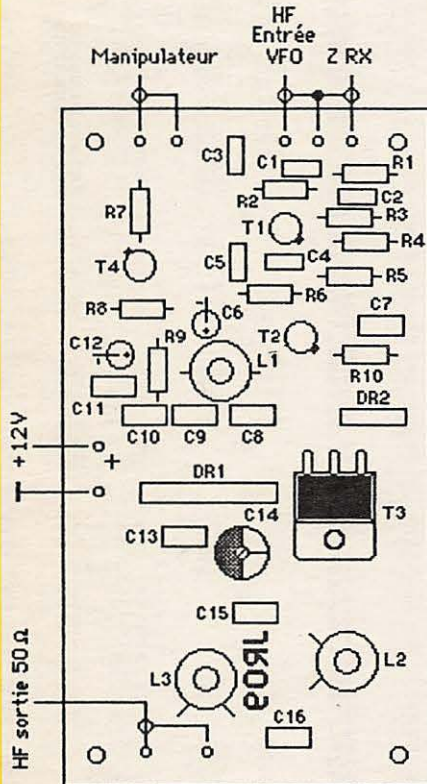 HF
Entrée
Manipulateur VFO Z RX
C3
C1
R1
R2
C2
R7
R3
T1
R4
T4
C5
C4
R5
R6
R8
C6
C7
C12
R9
T2
L1
R10
C11
DR2
C10 C9 C8
+12V
+
DR1
C14
T3
C13
C15
JR09
L3
L2
HF sortie 50Ω
C16